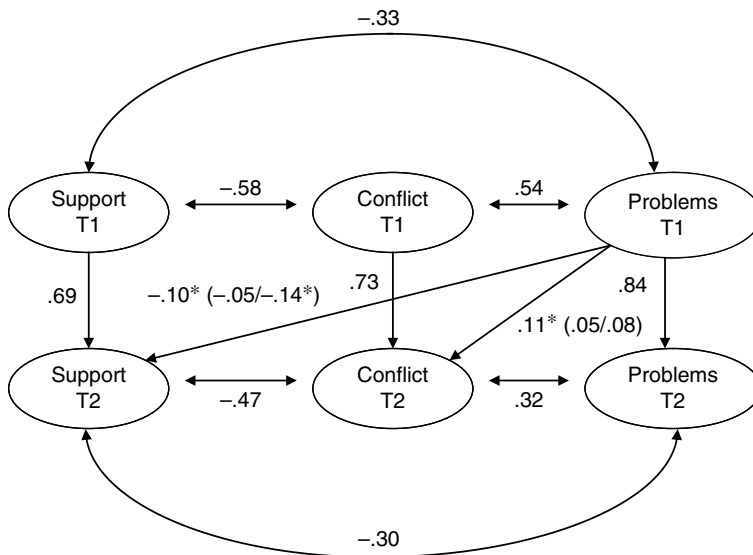 –.33
Support
T1
–.58
Conflict
T1
.54
Problems
T1
.69
–.10* (–.05/–.14*)
.73
.11* (.05/.08)
.84
Support
T2
–.47
Conflict
T2
.32
Problems
T2
–.30